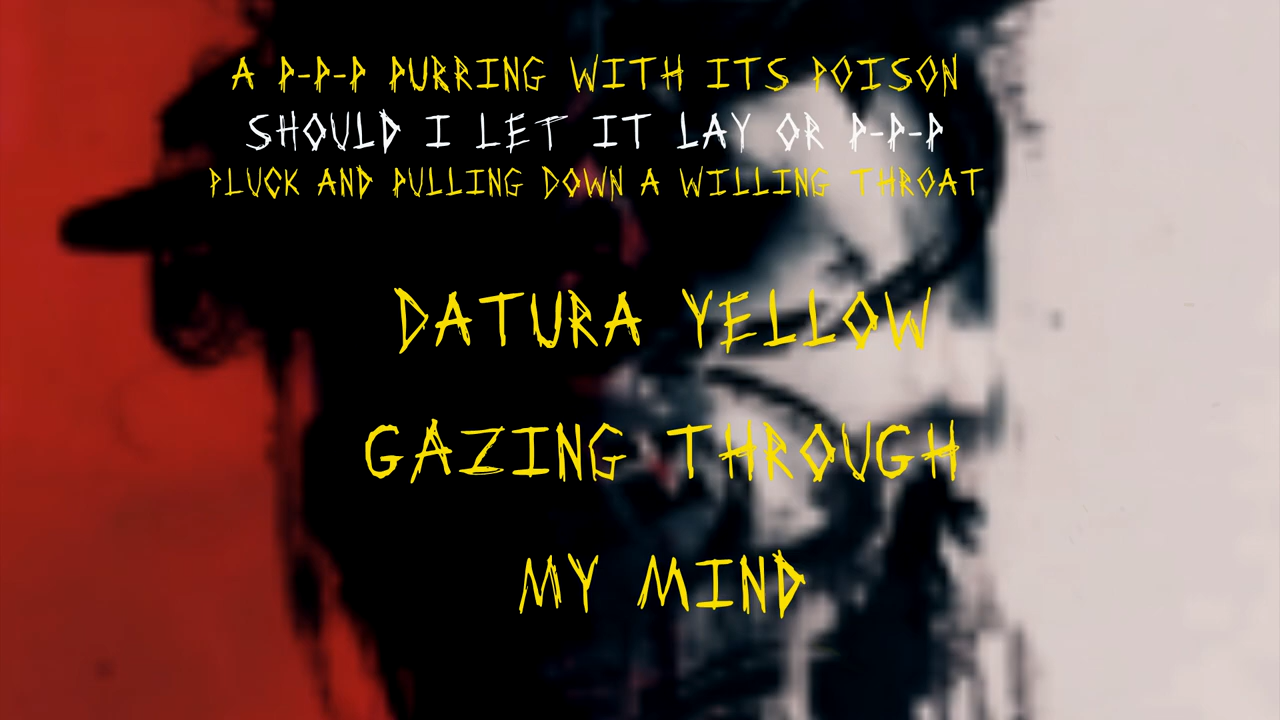 A P-P-P PURRING WITH ITS POISON
SHOULD I LET IT LAY OR P-P-P
PLUCK AND PULLING DOWN A WILLING THROAT
DATURA YELLOW
GAZING THROUGH
MY MIND